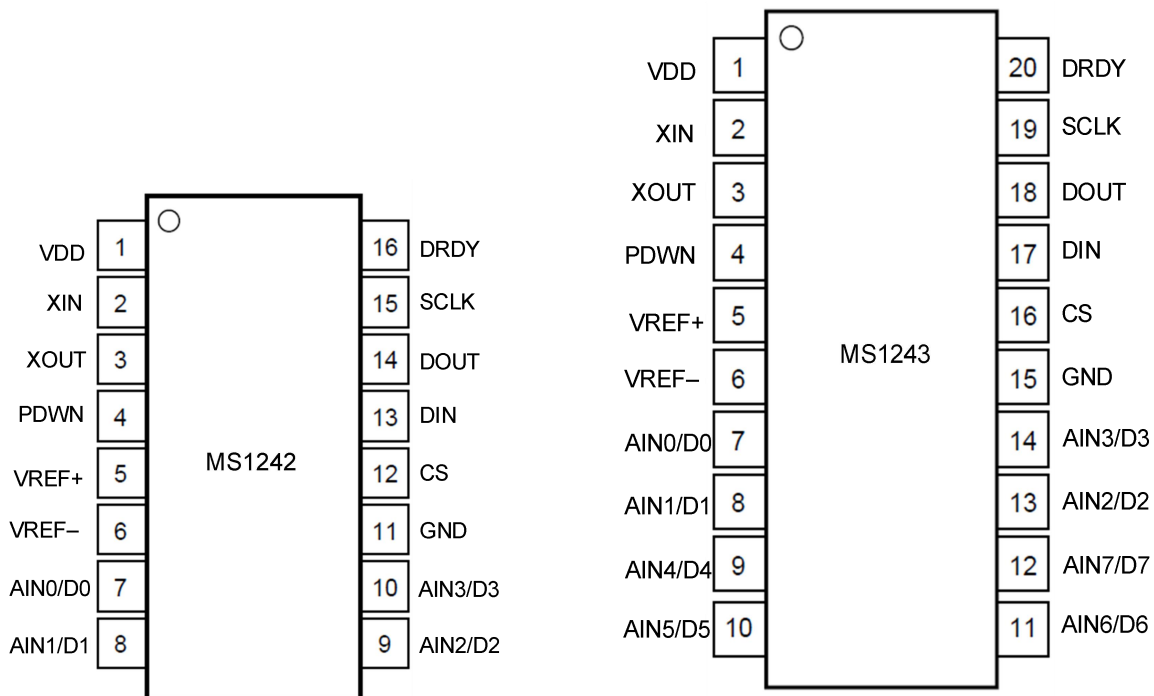 VDD 1
XIN 2
XOUT 3
PDWN 4
VREF+ 5
VREF– 6
AIN0/D0 7
AIN1/D1 8
MS1242
16 DRDY
15 SCLK
14 DOUT
13 DIN
12 CS
11 GND
10 AIN3/D3
9 AIN2/D2
VDD 1
XIN 2
XOUT 3
PDWN 4
VREF+ 5
VREF– 6
AIN0/D0 7
AIN1/D1 8
AIN4/D4 9
AIN5/D5 10
MS1243
20 DRDY
19 SCLK
18 DOUT
17 DIN
16 CS
15 GND
14 AIN3/D3
13 AIN2/D2
12 AIN7/D7
11 AIN6/D6